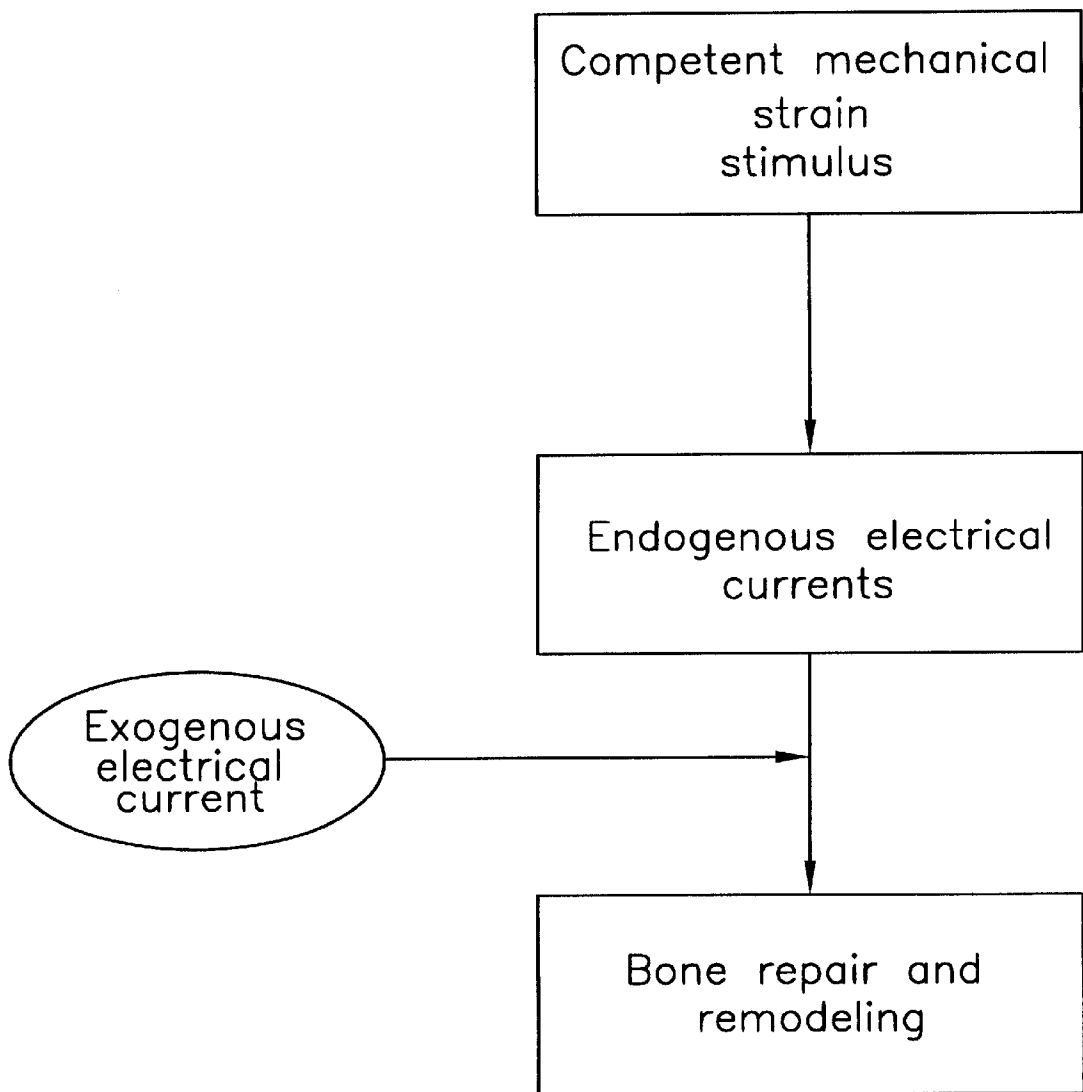 Competent mechanical
strain
stimulus
Endogenous electrical
currents
Exogenous
electrical
current
Bone repair and
remodeling